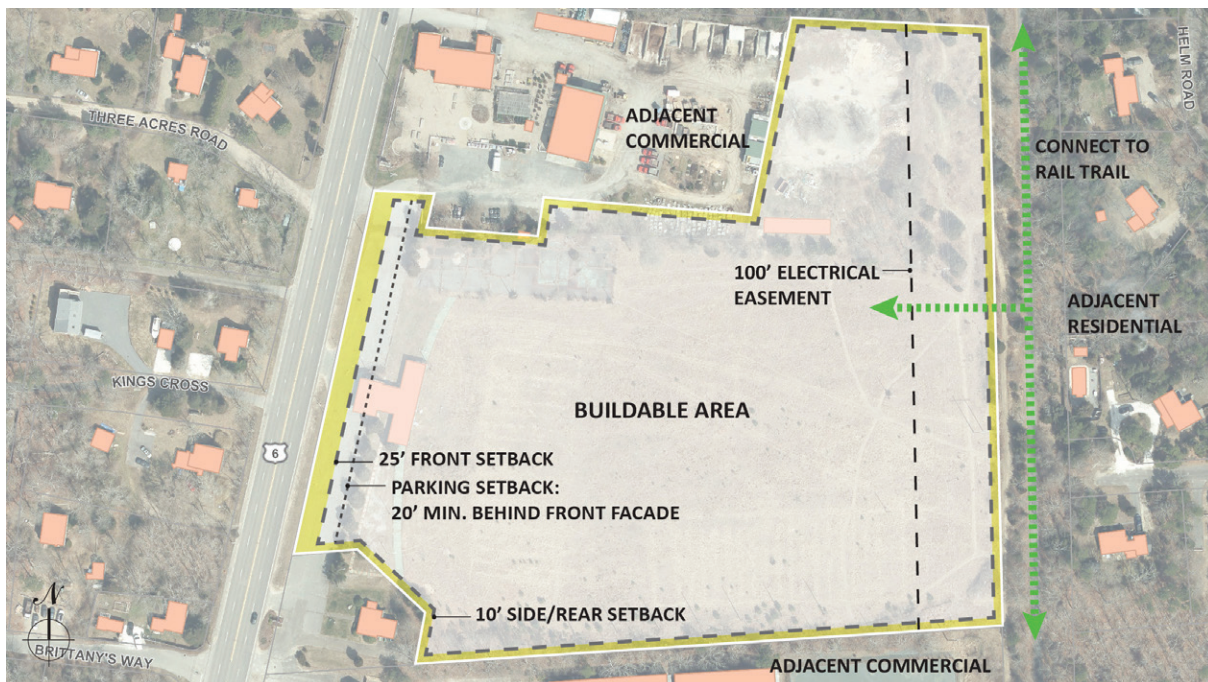 HELM ROAD
THREE ACRES ROAD
ADJACENT
COMMERCIAL
CONNECT TO
RAIL TRAIL
100' ELECTRICAL
EASEMENT
ADJACENT
RESIDENTIAL
KINGS CROSS
BUILDABLE AREA
6
25' FRONT SETBACK
PARKING SETBACK:
20' MIN. BEHIND FRONT FACADE
10' SIDE/REAR SETBACK
N
BRITTANY'S WAY
ADJACENT COMMERCIAL